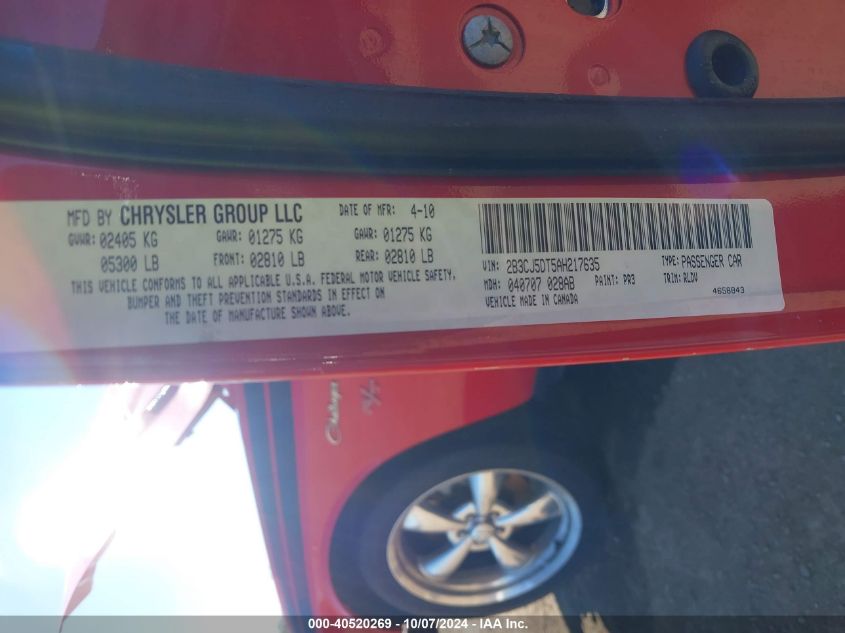 MFD BY CHRYSLER GROUP LLC DATE OF MFR: 4-10
GVWR: 02405 KG GAWR: 01275 KG GAWR: 01275 KG
05300 LB FRONT: 02810 LB REAR: 02810 LB
THIS VEHICLE CONFORMS TO ALL APPLICABLE U.S.A. FEDERAL MOTOR VEHICLE SAFETY,
BUMPER AND THEFT PREVENTION STANDARDS IN EFFECT ON
THE DATE OF MANUFACTURE SHOWN ABOVE.
VIN: 2B3CJ5DT5AH217635 TYPE: PASSENGER CAR
MDH: 040707 028AB PAINT: PR3 TRIM: RLDV
VEHICLE MADE IN CANADA 4656843
Challenger R/T
000-40520269 - 10/07/2024 - IAA Inc.